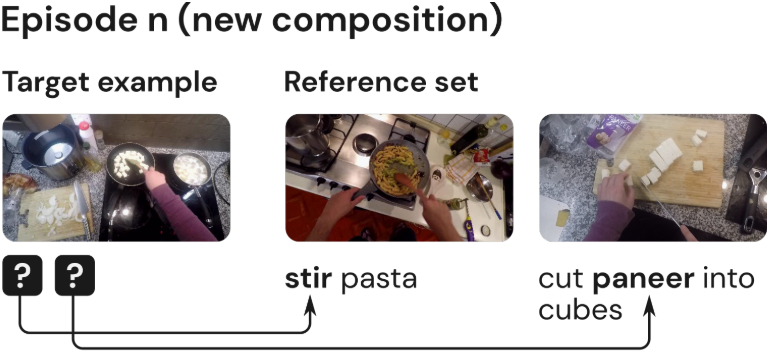 Episode n (new composition)
Target example
Reference set
? ?
stir pasta
cut paneer into
cubes